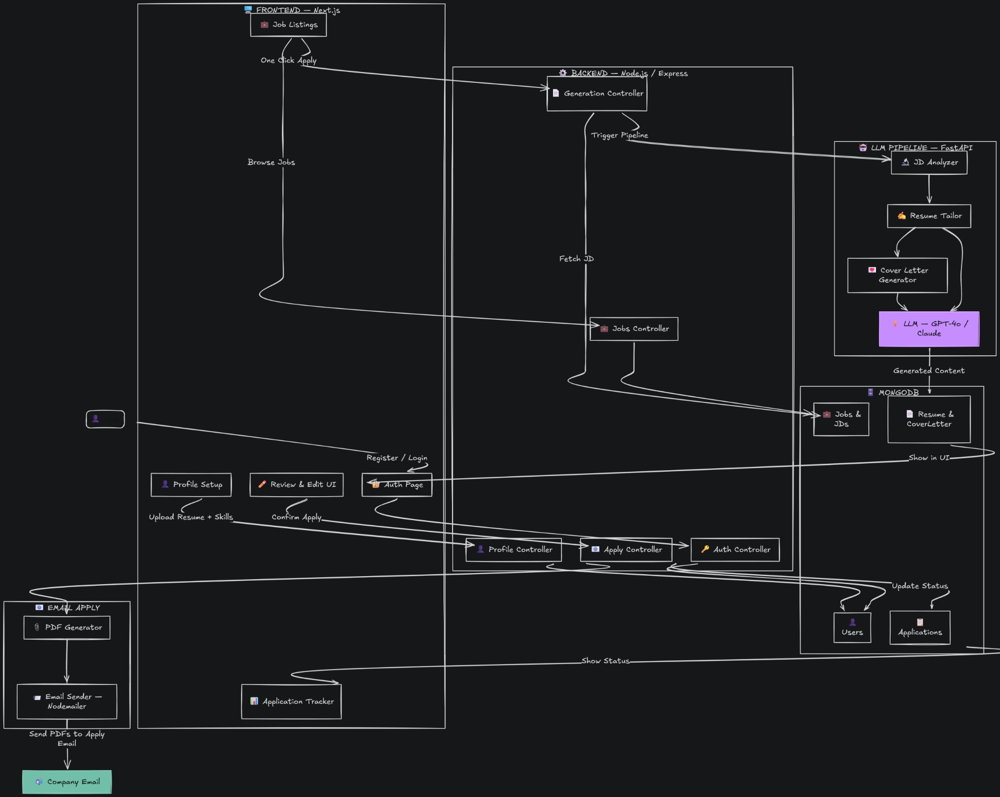 FRONTEND — Next.js
Job Listings
One Click Apply
BACKEND — Node.js / Express
Generation Controller
Trigger Pipeline
LLM PIPELINE — FastAPI
JD Analyzer
Browse Jobs
Resume Tailor
Fetch JD
Cover Letter
Generator
Jobs Controller
LLM — GPT-4o /
Claude
Generated Content
MONGODB
Jobs &
JDs
Resume &
CoverLetter
User
Register / Login
Show in UI
Profile Setup
Review & Edit UI
Auth Page
Upload Resume + Skills
Confirm Apply
Profile Controller
Apply Controller
Auth Controller
Update Status
EMAIL APPLY
PDF Generator
Users
Applications
Show Status
Email Sender —
Nodemailer
Application Tracker
Send PDFs to Apply
Email
Company Email